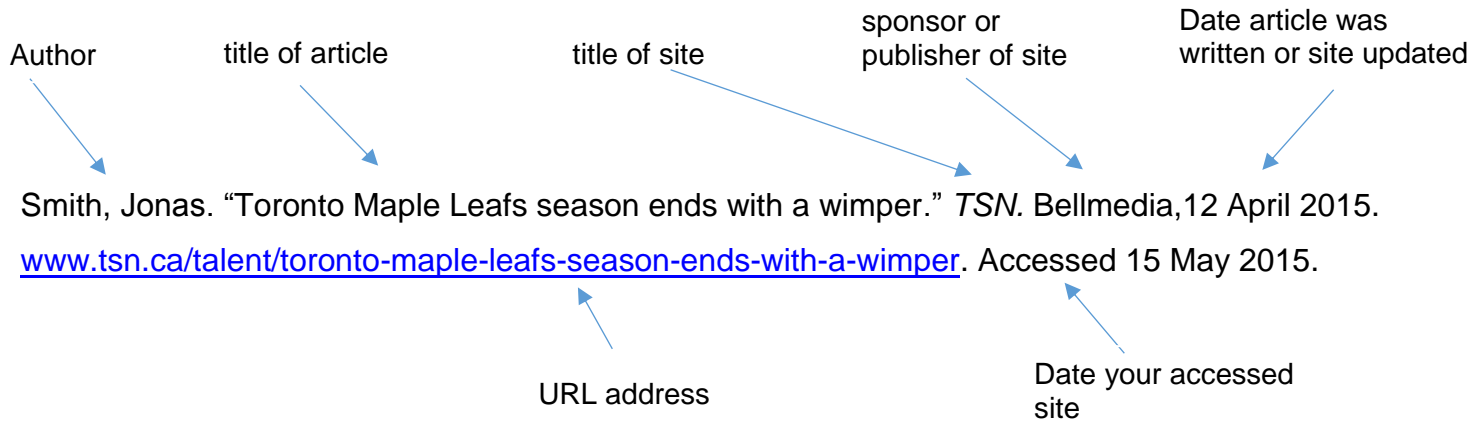 sponsor or
publisher of site
Date article was
written or site updated
Author
title of article
title of site
Smith, Jonas. “Toronto Maple Leafs season ends with a wimper.” TSN. Bellmedia,12 April 2015.
www.tsn.ca/talent/toronto-maple-leafs-season-ends-with-a-wimper. Accessed 15 May 2015.
URL address
Date your accessed
site